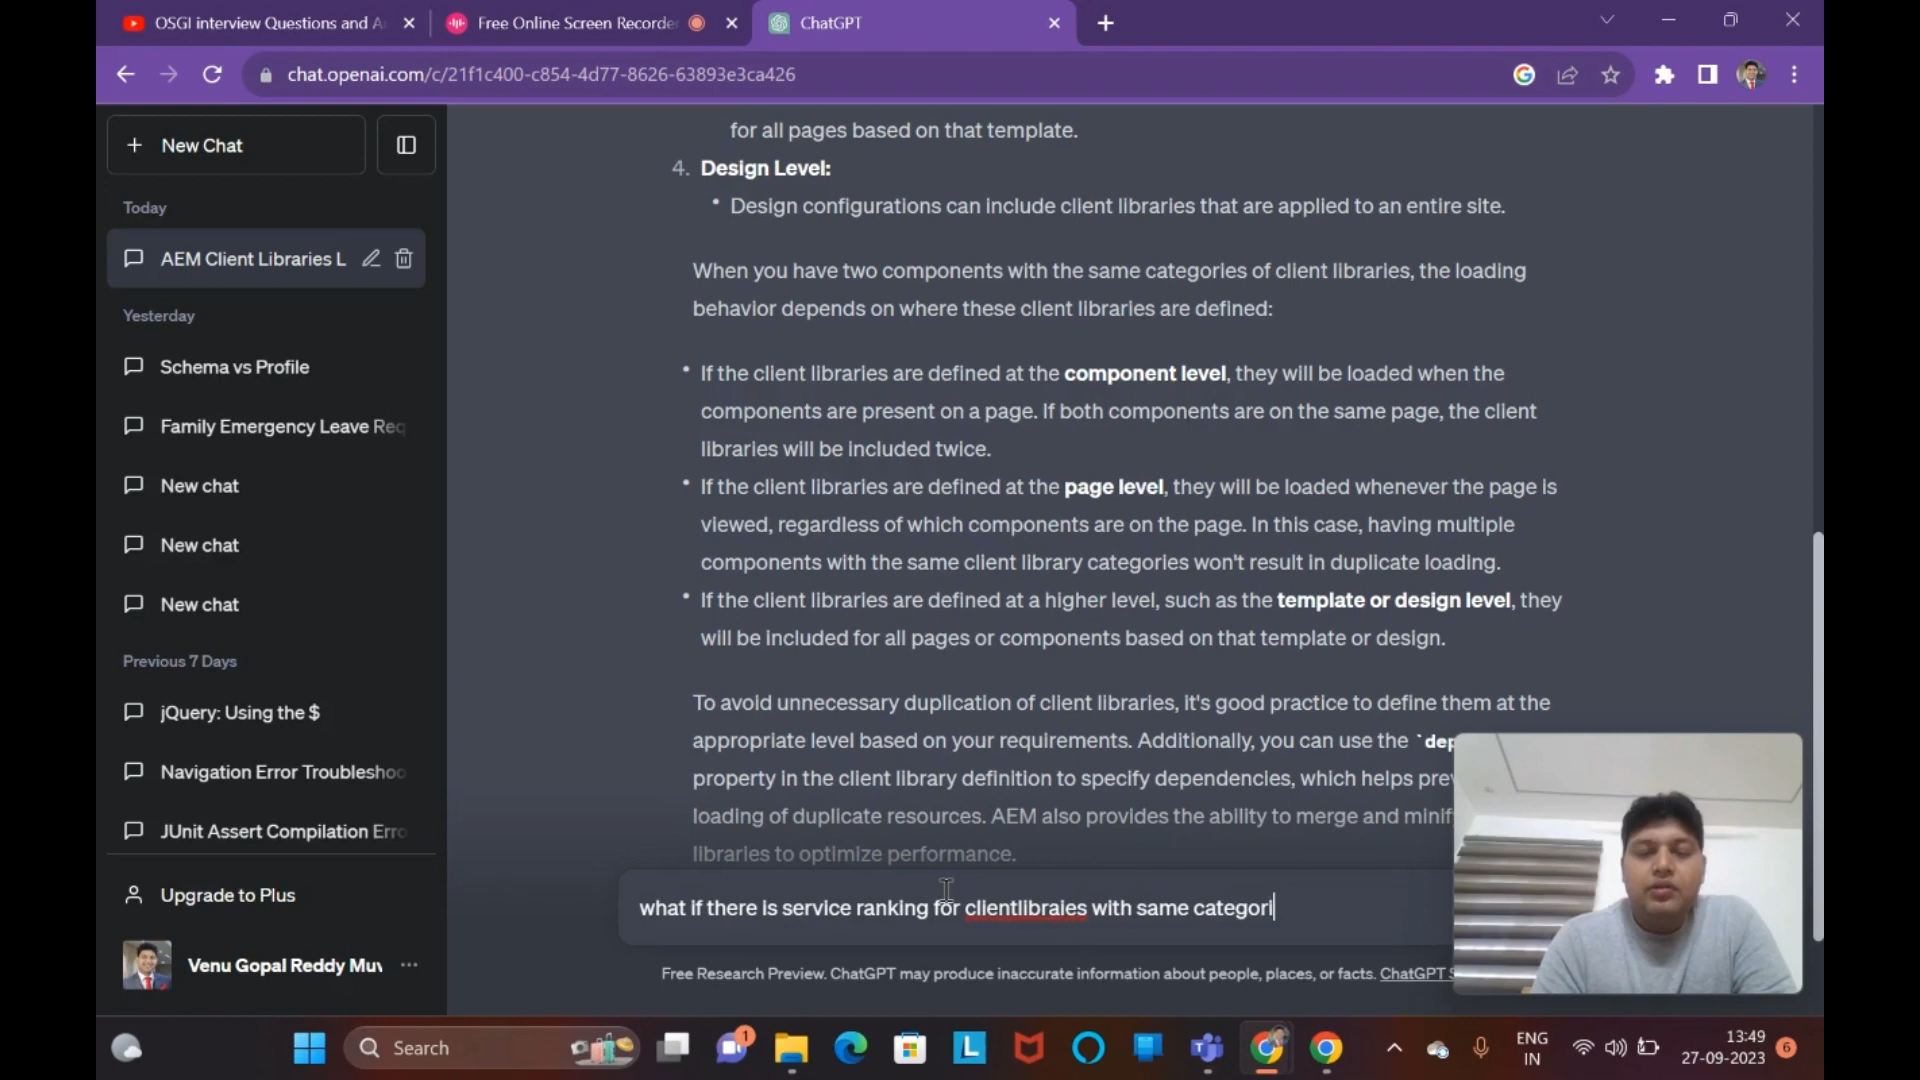 OSGI interview Questions and A
Free Online Screen Recorde
ChatGPT
chat.openai.com/c/21f1c400-c854-4d77-8626-63893e3ca426
New Chat
Today
AEM Client Libraries L
Yesterday
Schema vs Profile
Family Emergency Leave Req
New chat
New chat
New chat
Previous 7 Days
jQuery: Using the $
Navigation Error Troubleshoo
JUnit Assert Compilation Erro
Upgrade to Plus
Venu Gopal Reddy Muv
for all pages based on that template.
4. Design Level:
• Design configurations can include client libraries that are applied to an entire site.
When you have two components with the same categories of client libraries, the loading
behavior depends on where these client libraries are defined:
• If the client libraries are defined at the component level, they will be loaded when the
components are present on a page. If both components are on the same page, the client
libraries will be included twice.
• If the client libraries are defined at the page level, they will be loaded whenever the page is
viewed, regardless of which components are on the page. In this case, having multiple
components with the same client library categories won't result in duplicate loading.
• If the client libraries are defined at a higher level, such as the template or design level, they
will be included for all pages or components based on that template or design.
To avoid unnecessary duplication of client libraries, it's good practice to define them at the
appropriate level based on your requirements. Additionally, you can use the `dep
property in the client library definition to specify dependencies, which helps pre
loading of duplicate resources. AEM also provides the ability to merge and minif
libraries to optimize performance.
what if there is service ranking for clientlibraies with same categori
Free Research Preview. ChatGPT may produce inaccurate information about people, places, or facts. ChatGPT S
Search
1
L
ENG
IN
13:49
27-09-2023
6